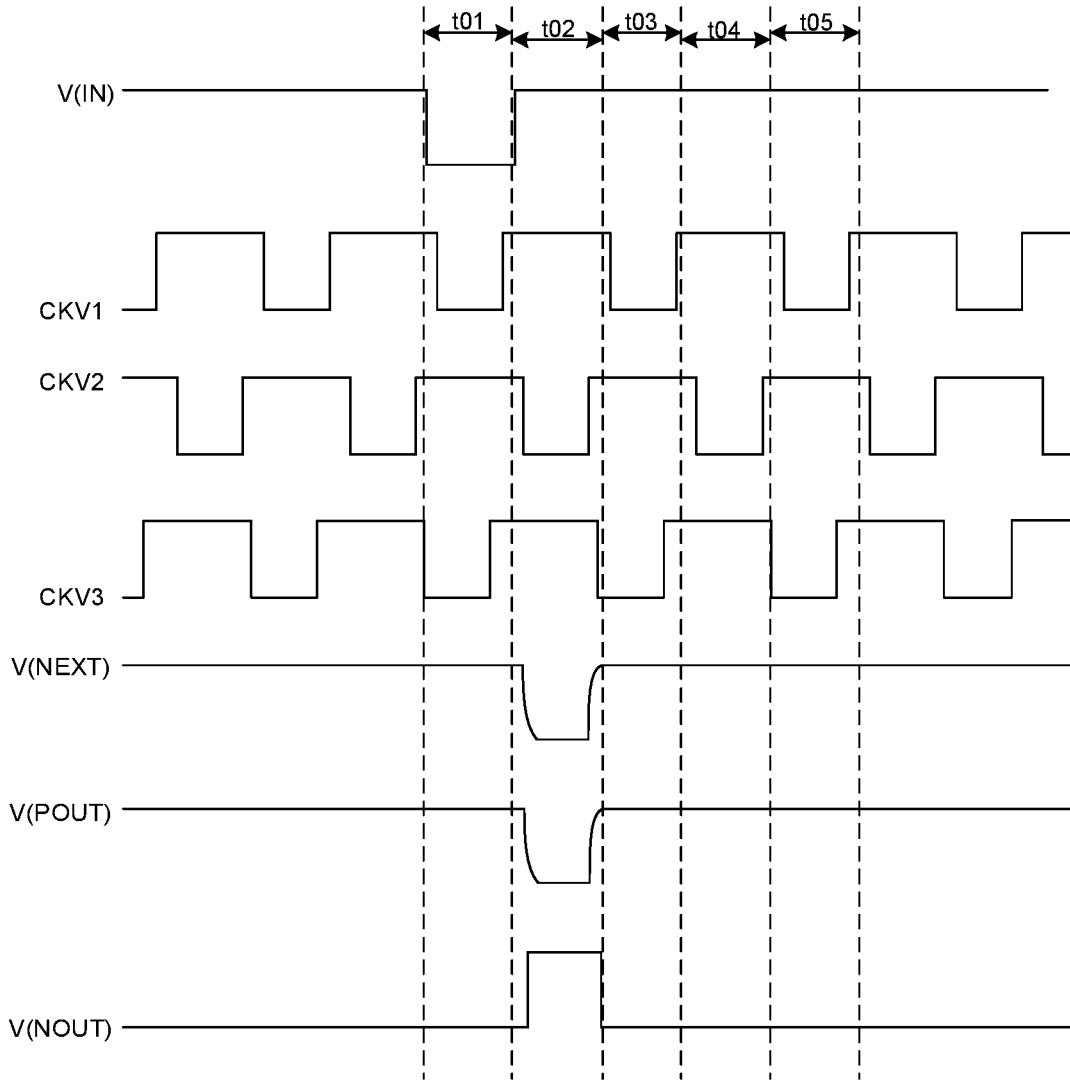 t01 t02 t03 t04 t05
V(IN)
CKV1
CKV2
CKV3
V(NEXT)
V(POUT)
V(NOUT)